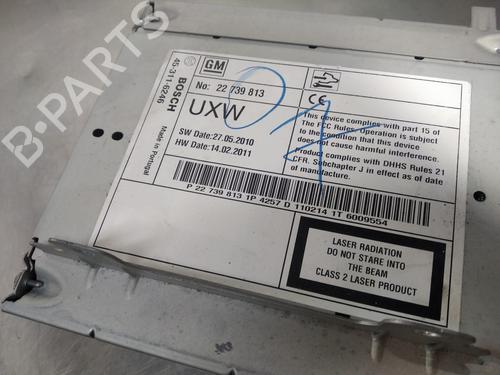 B-PARTS
45-311-6246
BOSCH
Made in Portugal
GM
No: 22 739 813
UXW
SW Date:27.05.2010
HW Date:14.02.2011
CE
This device complies with part 15 of
The FCC Rules. Operation is subject
to the condition that this device
does not cause harmful interference.
Product complies with DHHS Rules 21
CFR. Subchapter J in effect as of date
of manufacture.
P 22 739 813 1P 4257 D 110214 1T 6009554
LASER RADIATION
DO NOT STARE INTO
THE BEAM
CLASS 2 LASER PRODUCT